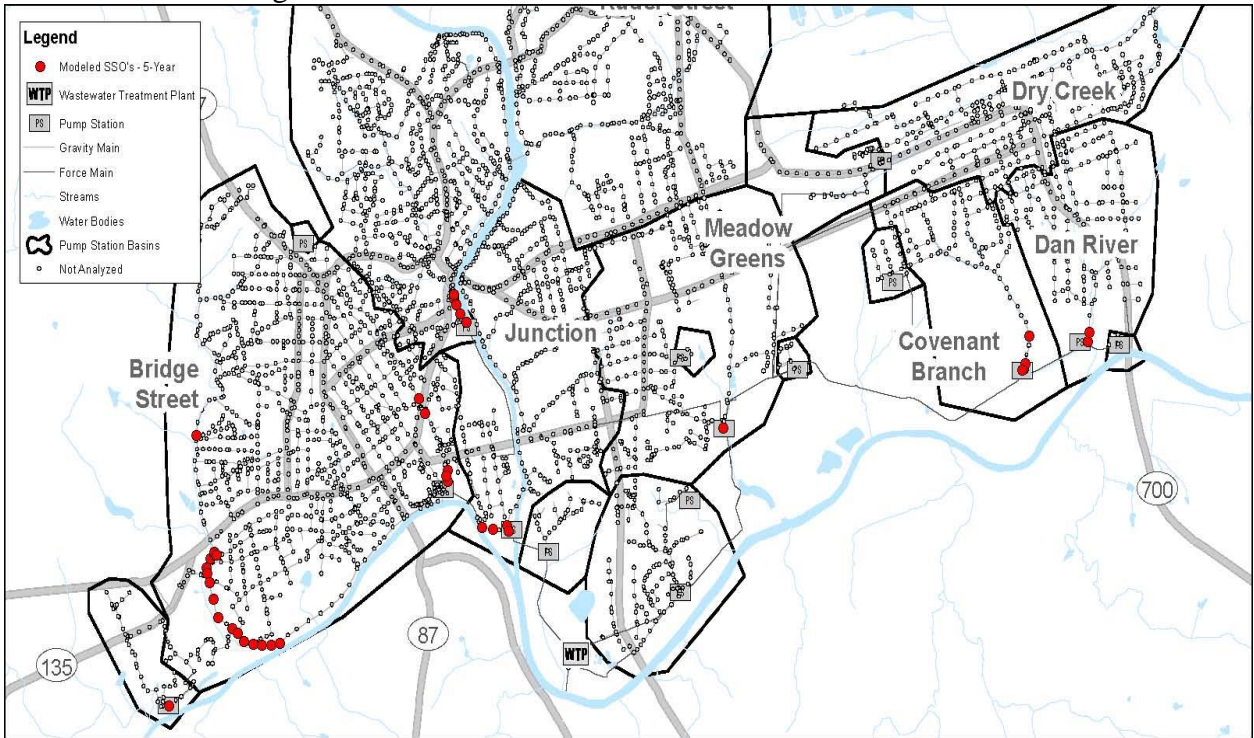 Legend
Modeled SSO's - 5-Year
WTP Wastewater Treatment Plant
PS Pump Station
Gravity Main
Force Main
Streams
Water Bodies
Pump Station Basins
Not Analyzed
Dry Creek
PS
Meadow
Greens
Dan River
PS
PS
PS
Junction
PS
PS
PS
Covenant
Branch
PS
Bridge
Street
700
PS
PS
PS
87
WTP
135